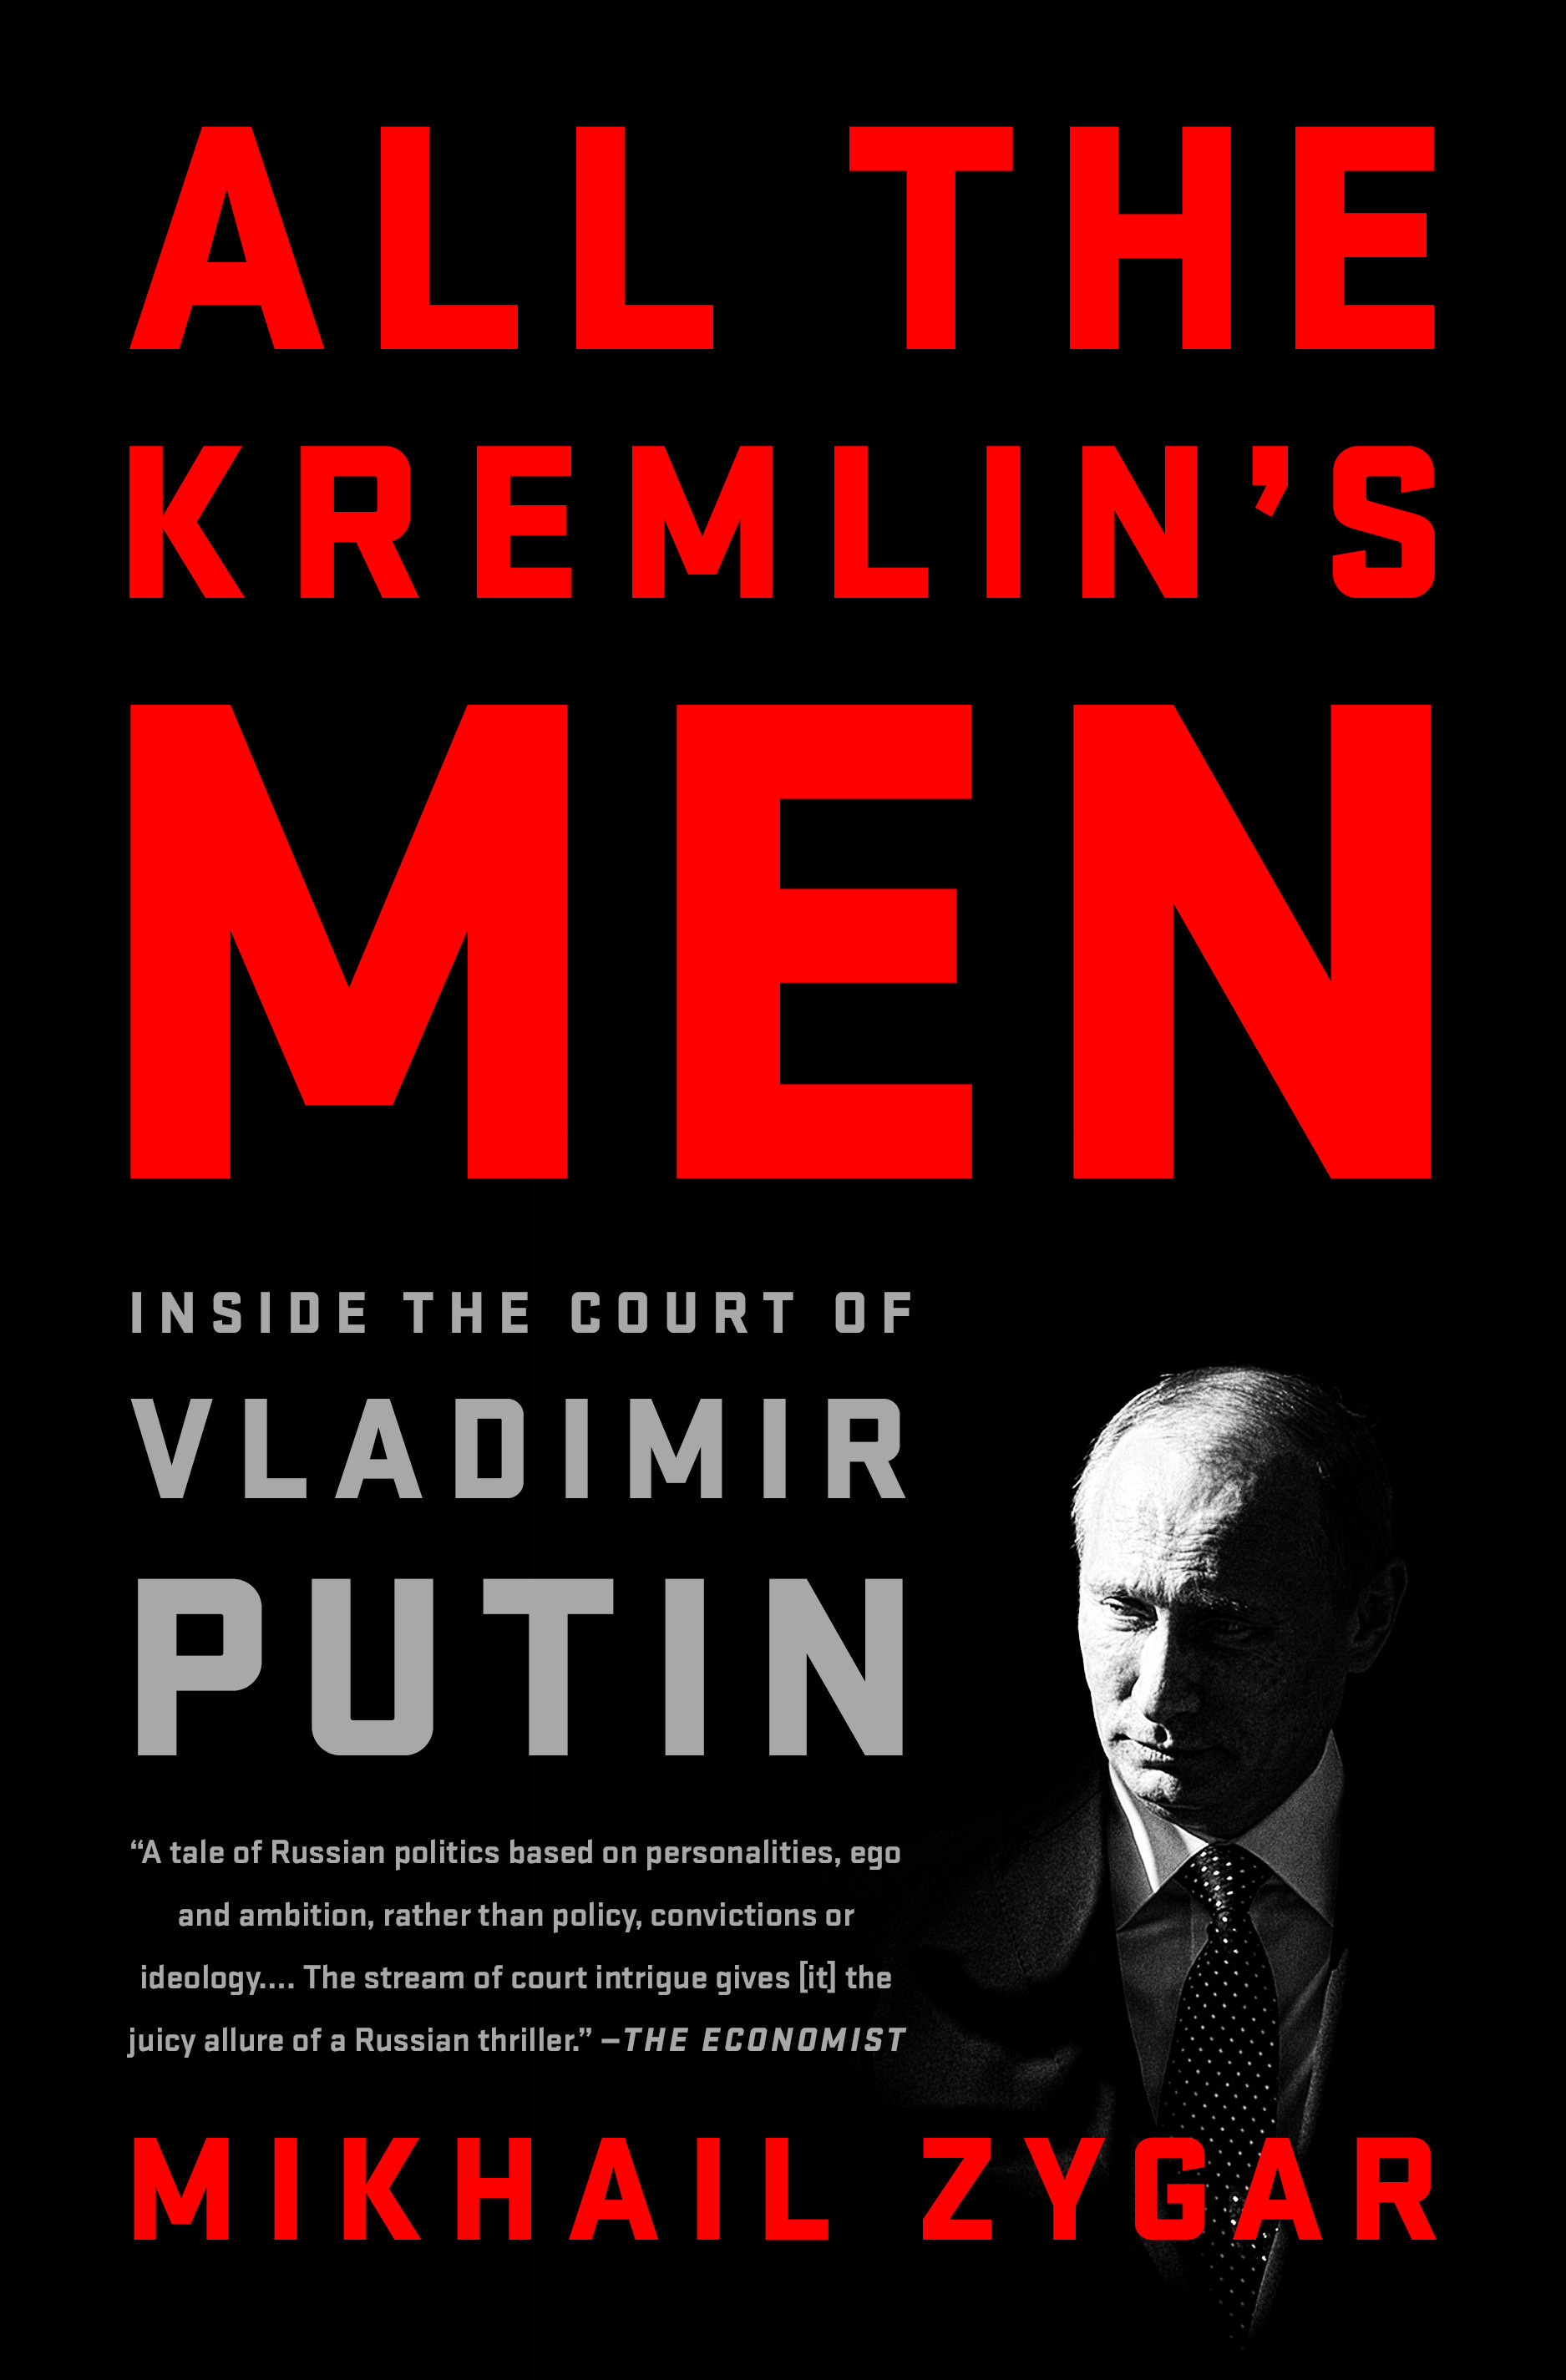 ALL THE
KREMLIN’S
MEN
INSIDE THE COURT OF
VLADIMIR
PUTIN
“A tale of Russian politics based on personalities, ego
and ambition, rather than policy, convictions or
ideology.... The stream of court intrigue gives [it] the
juicy allure of a Russian thriller.” —THE ECONOMIST
MIKHAIL ZYGAR